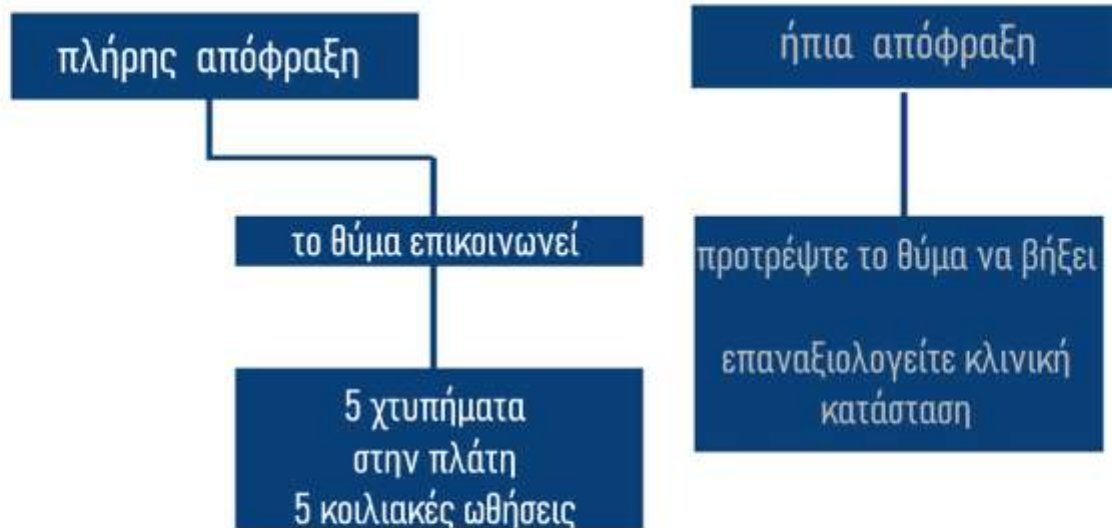 πλήρης απόφραξη
το θύμα επικοινωνεί
5 χτυπήματα
στην πλάτη
5 κοιλιακές ωθήσεις
ήπια απόφραξη
προτρέψτε το θύμα να βήξει
επαναξιολογείτε κλινική
κατάσταση